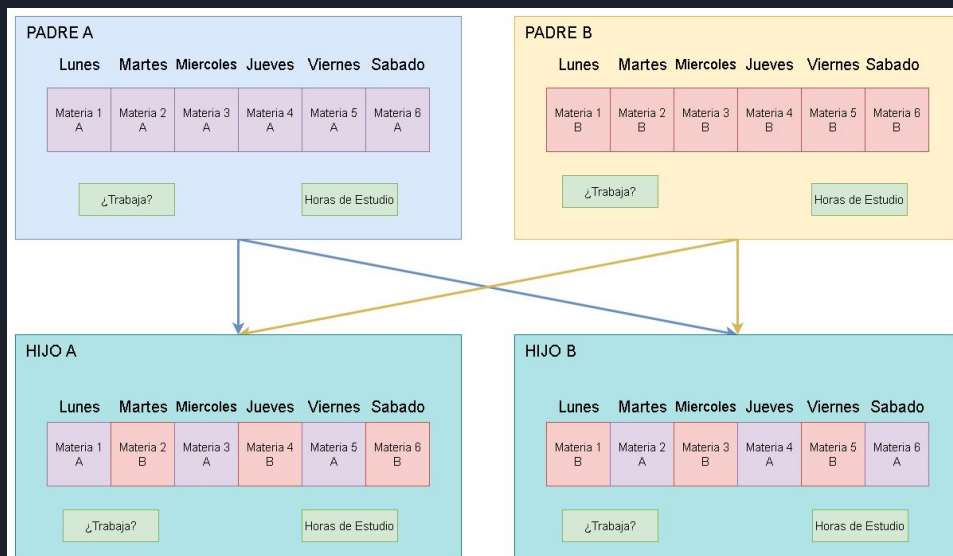 PADRE A
Lunes Martes Miercoles Jueves Viernes Sabado
Materia 1 A
Materia 2 A
Materia 3 A
Materia 4 A
Materia 5 A
Materia 6 A
¿Trabaja?
Horas de Estudio
PADRE B
Lunes Martes Miercoles Jueves Viernes Sabado
Materia 1 B
Materia 2 B
Materia 3 B
Materia 4 B
Materia 5 B
Materia 6 B
¿Trabaja?
Horas de Estudio
HIJO A
Lunes Martes Miercoles Jueves Viernes Sabado
Materia 1 A
Materia 2 B
Materia 3 A
Materia 4 B
Materia 5 A
Materia 6 B
¿Trabaja?
Horas de Estudio
HIJO B
Lunes Martes Miercoles Jueves Viernes Sabado
Materia 1 B
Materia 2 A
Materia 3 B
Materia 4 A
Materia 5 B
Materia 6 A
¿Trabaja?
Horas de Estudio